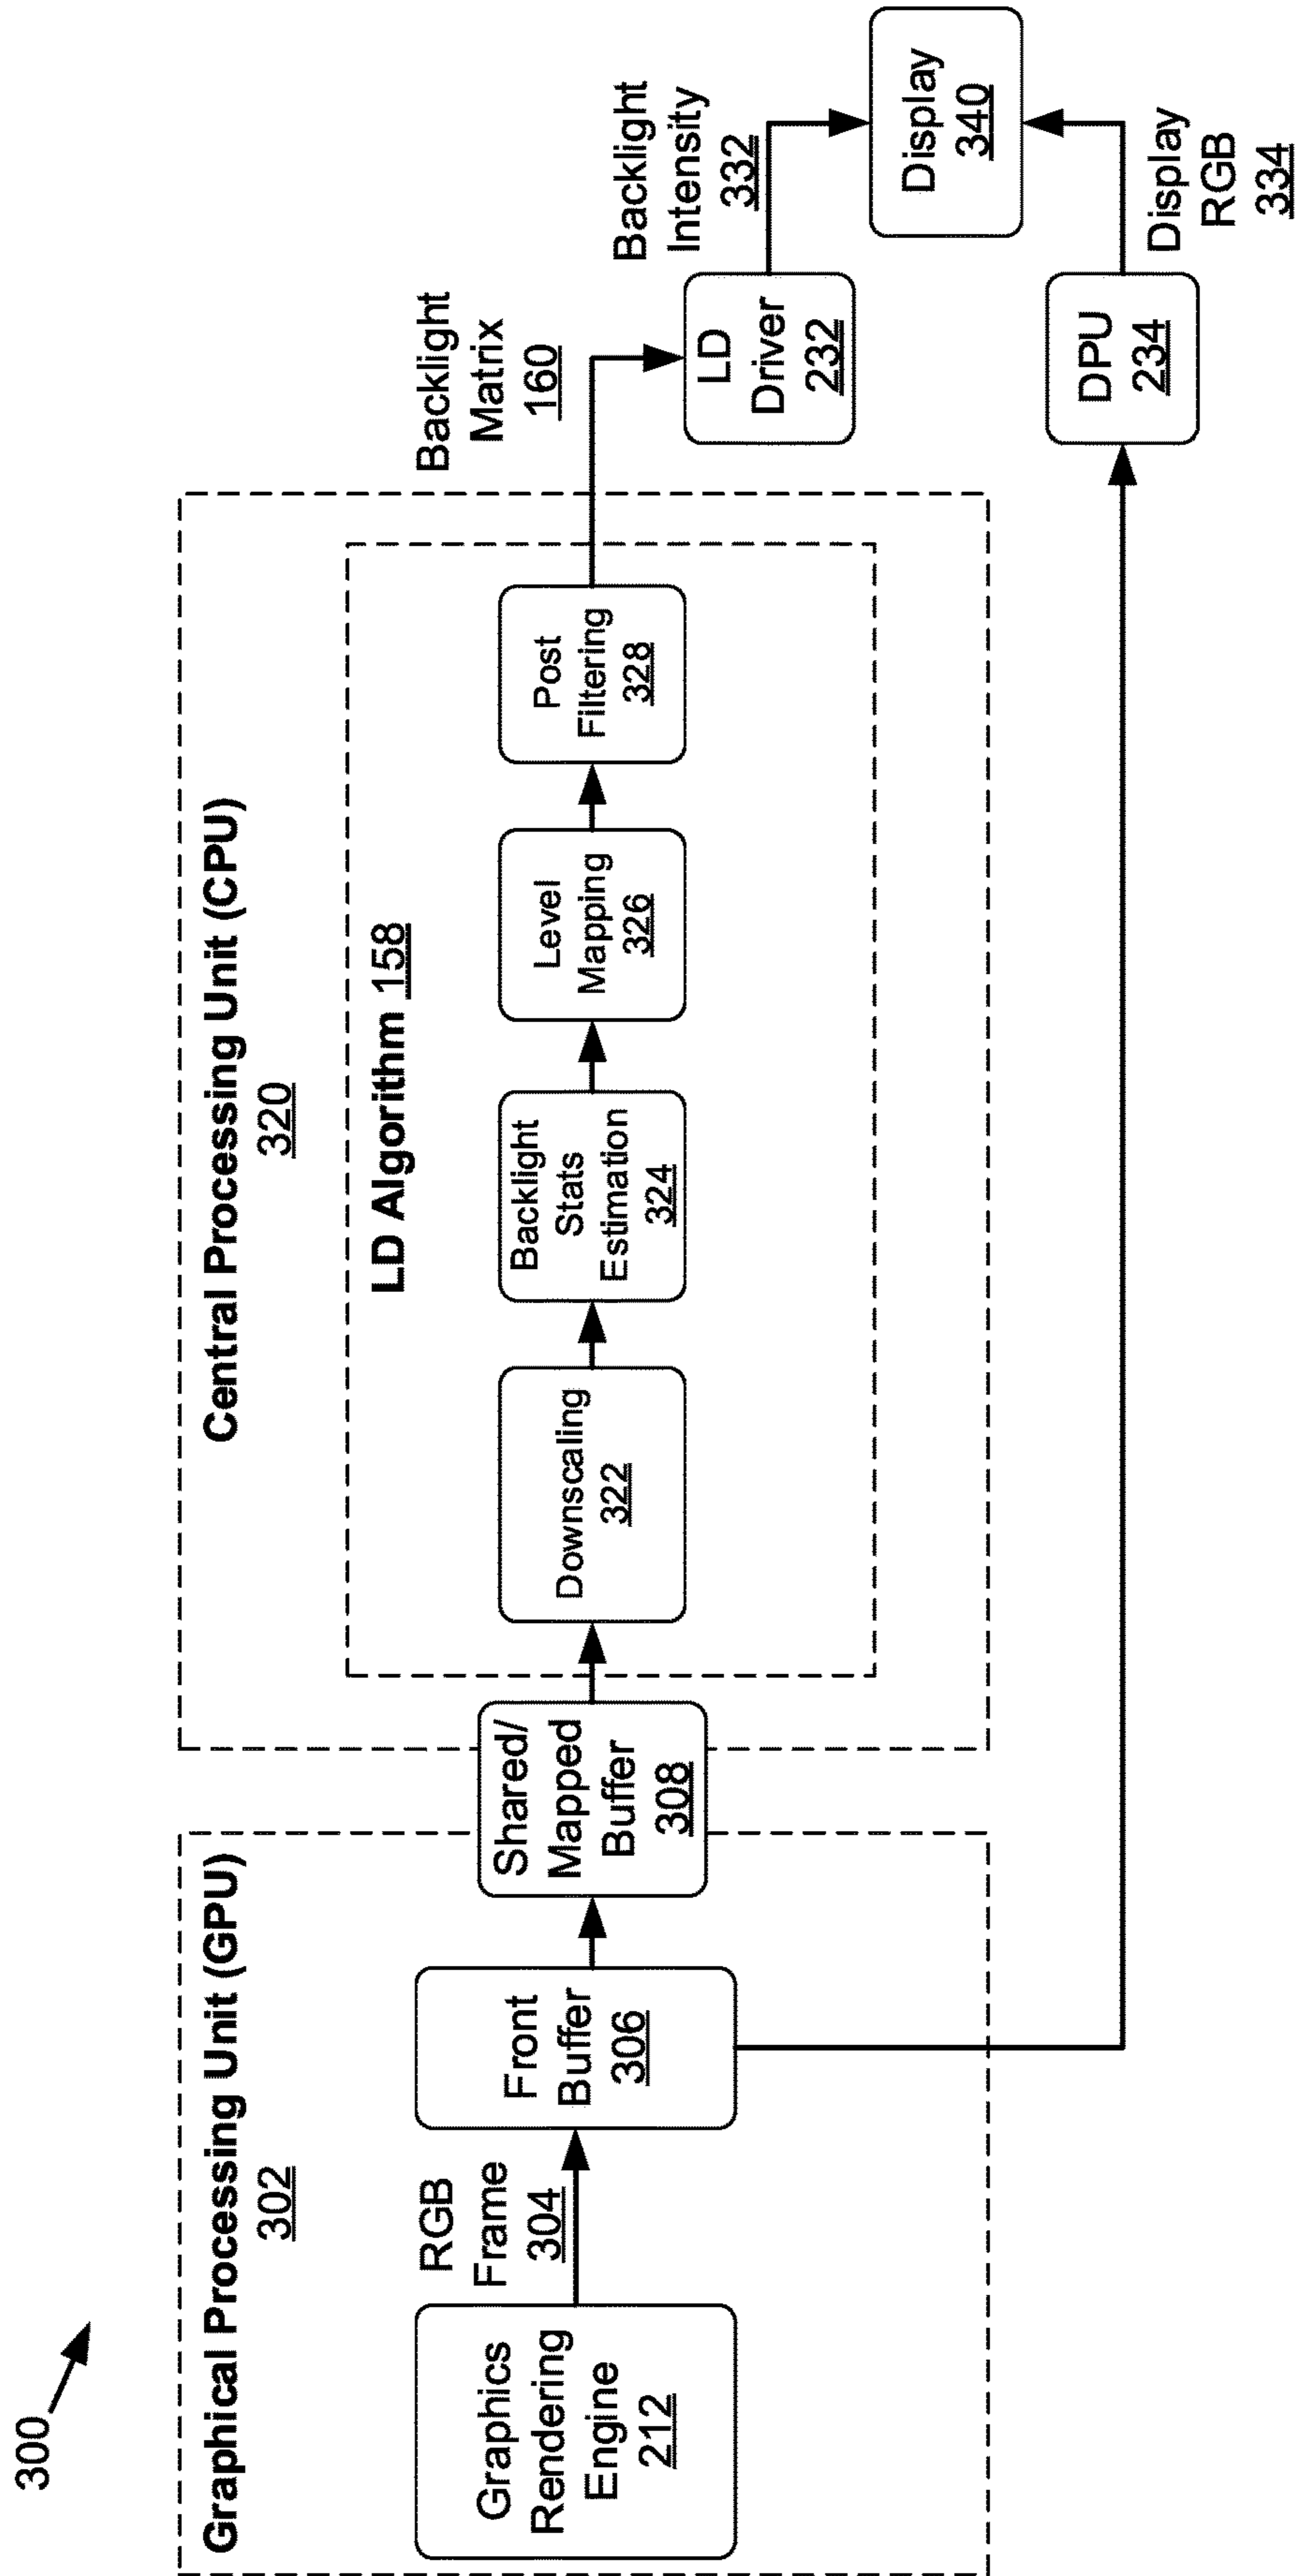 300
Graphical Processing Unit (GPU)
302
Graphics
Rendering
Engine
212
RGB
Frame
304
Front
Buffer
306
Shared/
Mapped
Buffer
308
Central Processing Unit (CPU)
320
LD Algorithm 158
Downscaling
322
Backlight
Stats
Estimation
324
Level
Mapping
326
Post
Filtering
328
Backlight
Matrix
160
LD
Driver
232
Backlight
Intensity
332
Display
340
DPU
234
Display
RGB
334